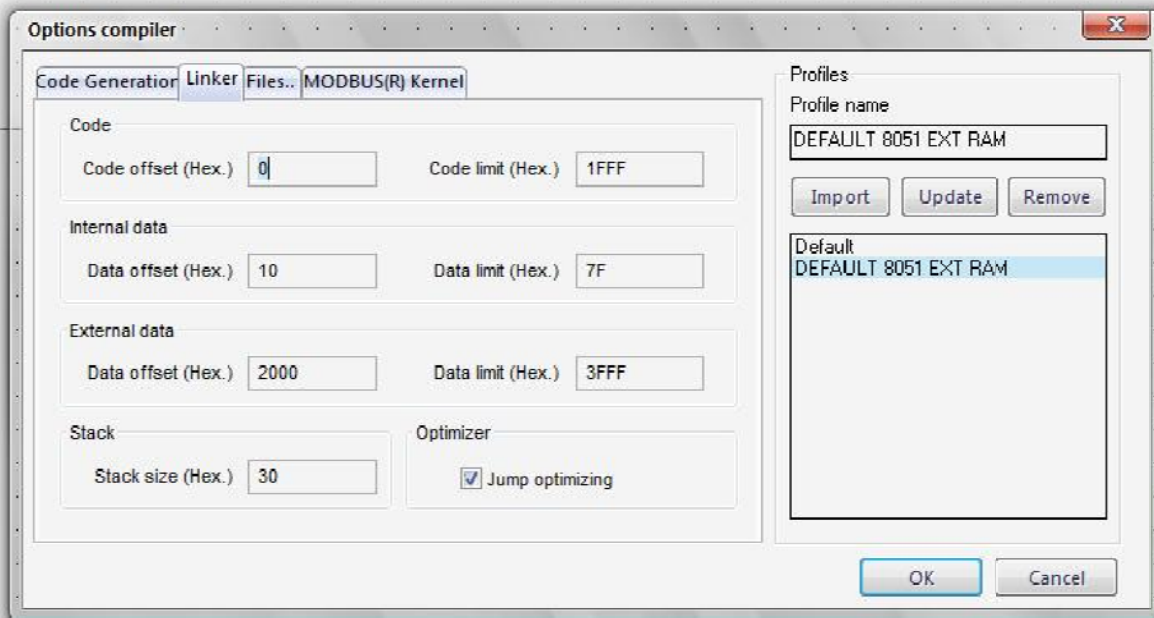 Options compiler
Code Generation Linker Files.. MODBUS(R) Kernel
Code
Code offset (Hex.) 0 Code limit (Hex.) 1FFF
Internal data
Data offset (Hex.) 10 Data limit (Hex.) 7F
External data
Data offset (Hex.) 2000 Data limit (Hex.) 3FFF
Stack
Stack size (Hex.) 30
Optimizer
Jump optimizing
Profiles
Profile name
DEFAULT 8051 EXT RAM
Import Update Remove
Default
DEFAULT 8051 EXT RAM
OK Cancel